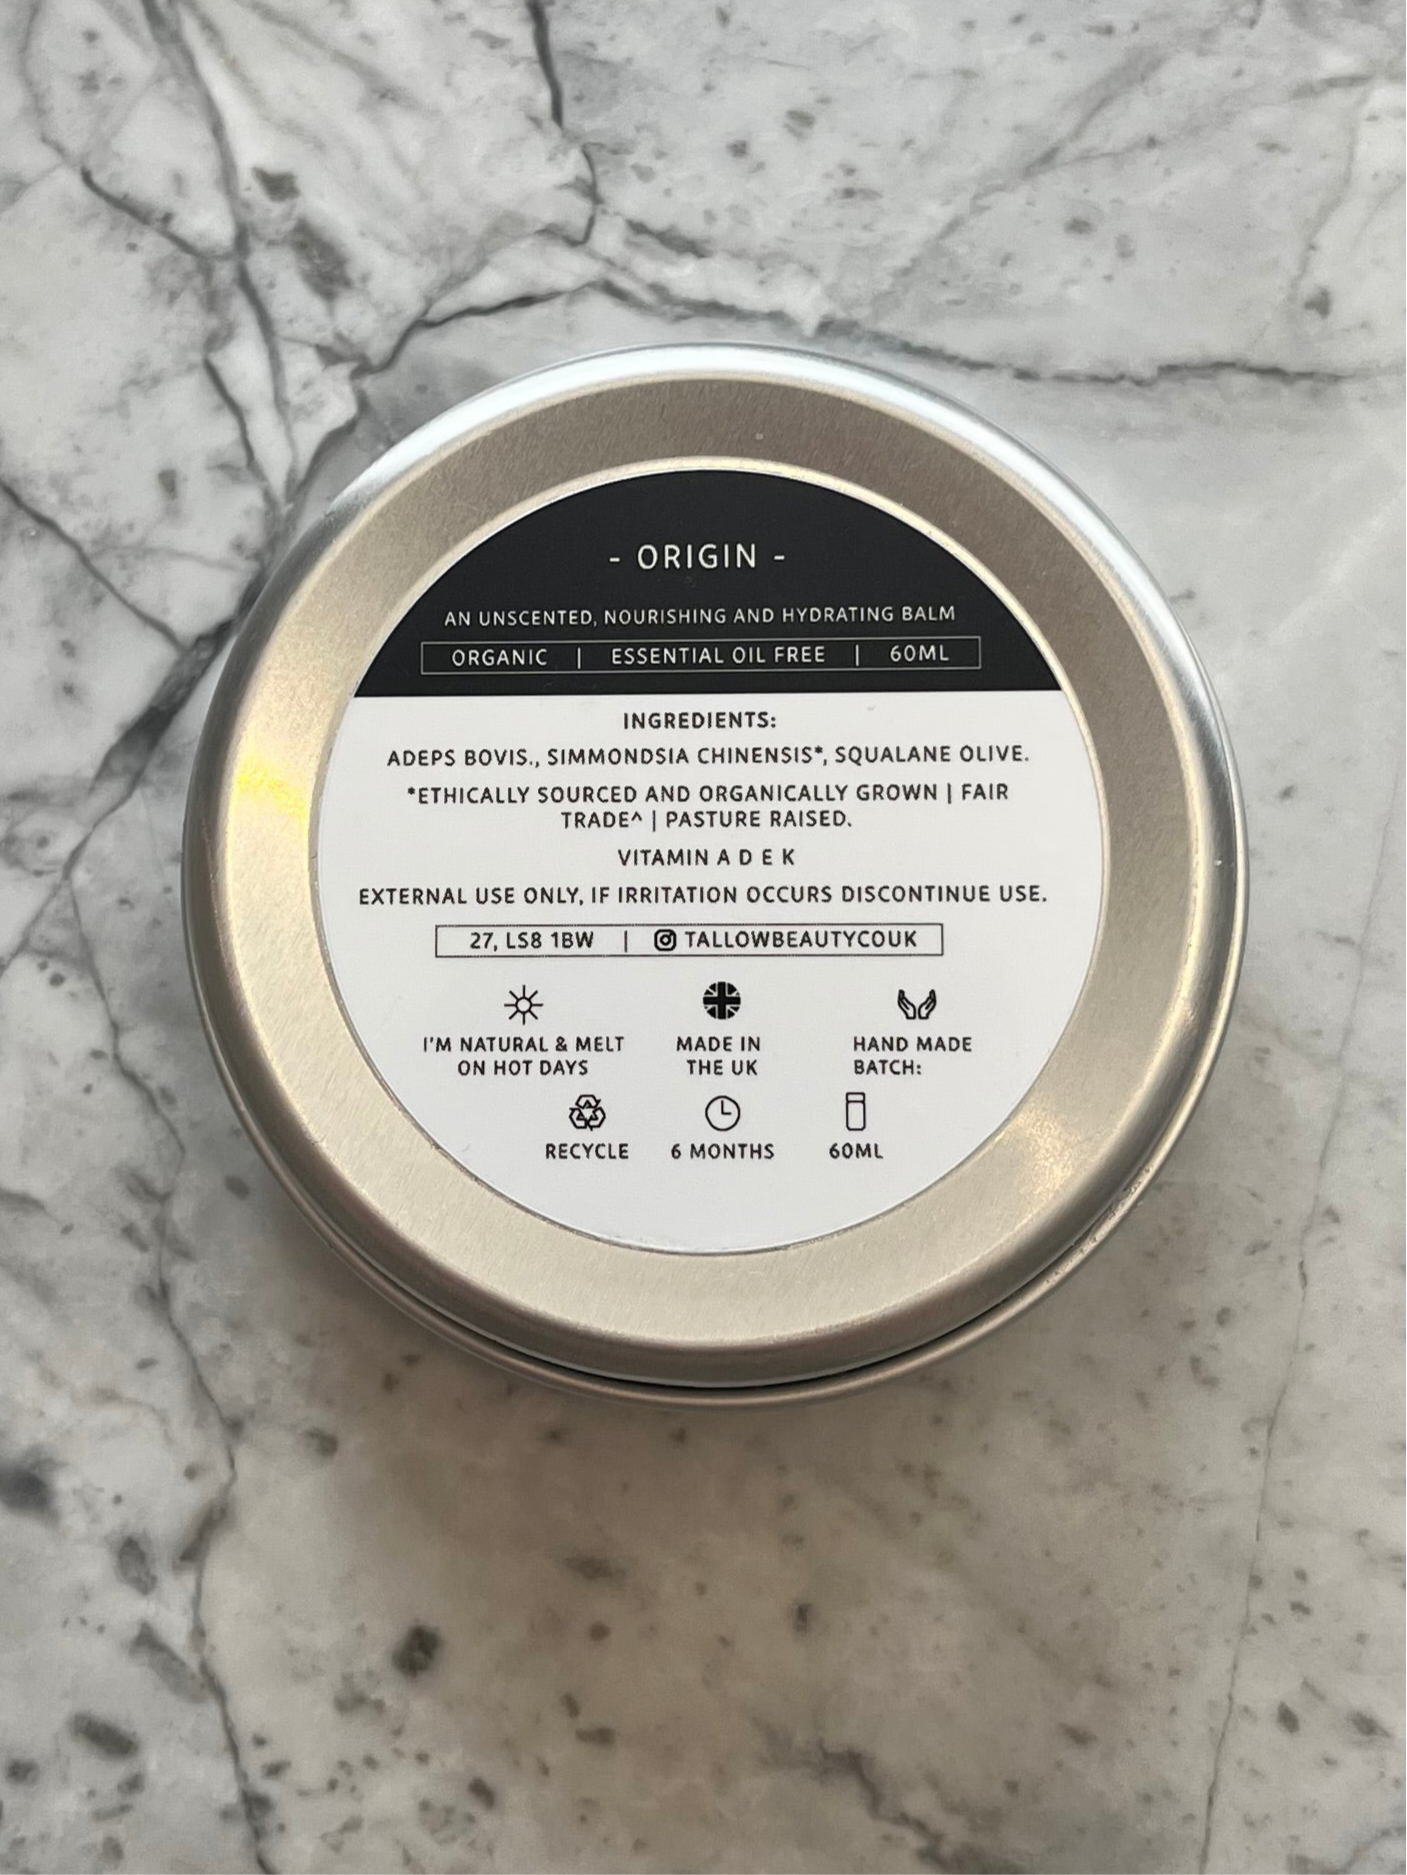 - ORIGIN -
AN UNSCENTED, NOURISHING AND HYDRATING BALM
ORGANIC | ESSENTIAL OIL FREE | 60ML
INGREDIENTS:
ADEPS BOVIS., SIMMONDSIA CHINENSIS*, SQUALANE OLIVE.
*ETHICALLY SOURCED AND ORGANICALLY GROWN | FAIR
TRADE^ | PASTURE RAISED.
VITAMIN A D E K
EXTERNAL USE ONLY, IF IRRITATION OCCURS DISCONTINUE USE.
27, LS8 1BW | TALLOWBEAUTYCOUK
I'M NATURAL & MELT
ON HOT DAYS
MADE IN
THE UK
HAND MADE
BATCH:
RECYCLE
6 MONTHS
60ML